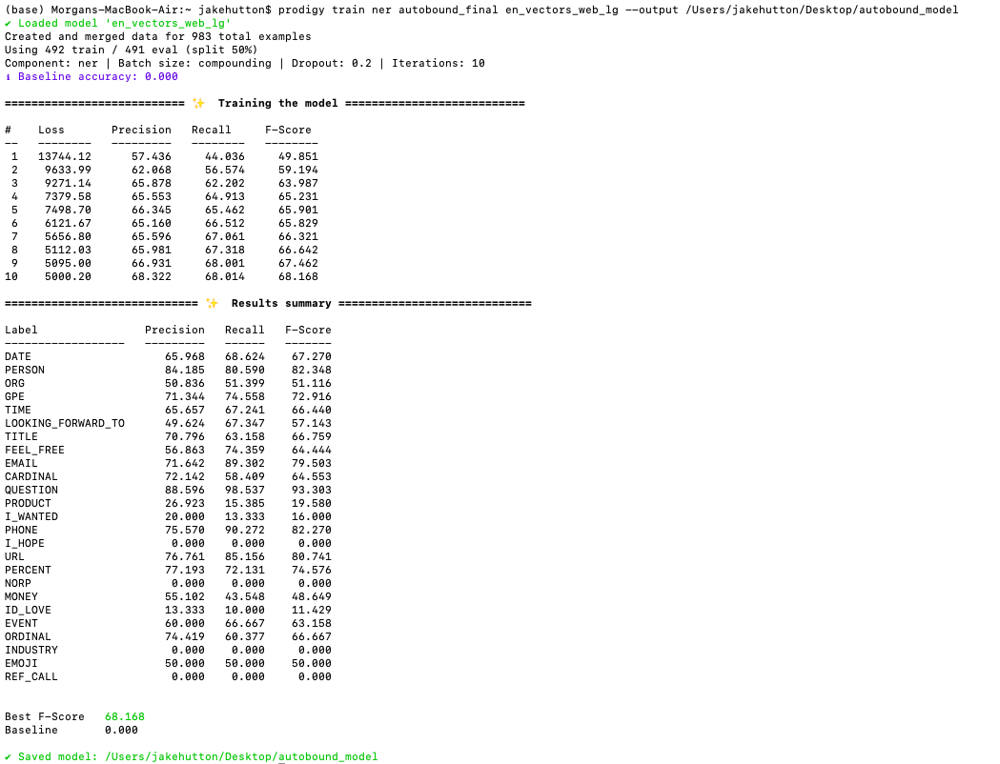 (base) Morgans-MacBook-Air:~ jakehutton$ prodigy train ner autobound_final en_vectors_web_lg --output /Users/jakehutton/Desktop/autobound_model
✔ Loaded model 'en_vectors_web_lg'
Created and merged data for 983 total examples
Using 492 train / 491 eval (split 50%)
Component: ner | Batch size: compounding | Dropout: 0.2 | Iterations: 10
ℹ Baseline accuracy: 0.000
=========================== ✨  Training the model ===========================
#    Loss       Precision   Recall     F-Score
--   --------   ---------   --------   --------
 1   13744.12      57.436     44.036     49.851
 2    9633.99      62.068     56.574     59.194
 3    9271.14      65.878     62.202     63.987
 4    7379.58      65.553     64.913     65.231
 5    7498.70      66.345     65.462     65.901
 6    6121.67      65.160     66.512     65.829
 7    5656.80      65.596     67.061     66.321
 8    5112.03      65.981     67.318     66.642
 9    5095.00      66.931     68.001     67.462
10    5000.20      68.322     68.014     68.168
============================= ✨  Results summary =============================
Label                Precision   Recall   F-Score
------------------   ---------   ------   -------
DATE                    65.968   68.624    67.270
PERSON                  84.185   80.590    82.348
ORG                     50.836   51.399    51.116
GPE                     71.344   74.558    72.916
TIME                    65.657   67.241    66.440
LOOKING_FORWARD_TO      49.624   67.347    57.143
TITLE                   70.796   63.158    66.759
FEEL_FREE               56.863   74.359    64.444
EMAIL                   71.642   89.302    79.503
CARDINAL                72.142   58.409    64.553
QUESTION                88.596   98.537    93.303
PRODUCT                 26.923   15.385    19.580
I_WANTED                20.000   13.333    16.000
PHONE                   75.570   90.272    82.270
I_HOPE                   0.000    0.000     0.000
URL                     76.761   85.156    80.741
PERCENT                 77.193   72.131    74.576
NORP                     0.000    0.000     0.000
MONEY                   55.102   43.548    48.649
ID_LOVE                 13.333   10.000    11.429
EVENT                   60.000   66.667    63.158
ORDINAL                 74.419   60.377    66.667
INDUSTRY                 0.000    0.000     0.000
EMOJI                   50.000   50.000    50.000
REF_CALL                 0.000    0.000     0.000
Best F-Score   68.168
Baseline       0.000
✔ Saved model: /Users/jakehutton/Desktop/autobound_model